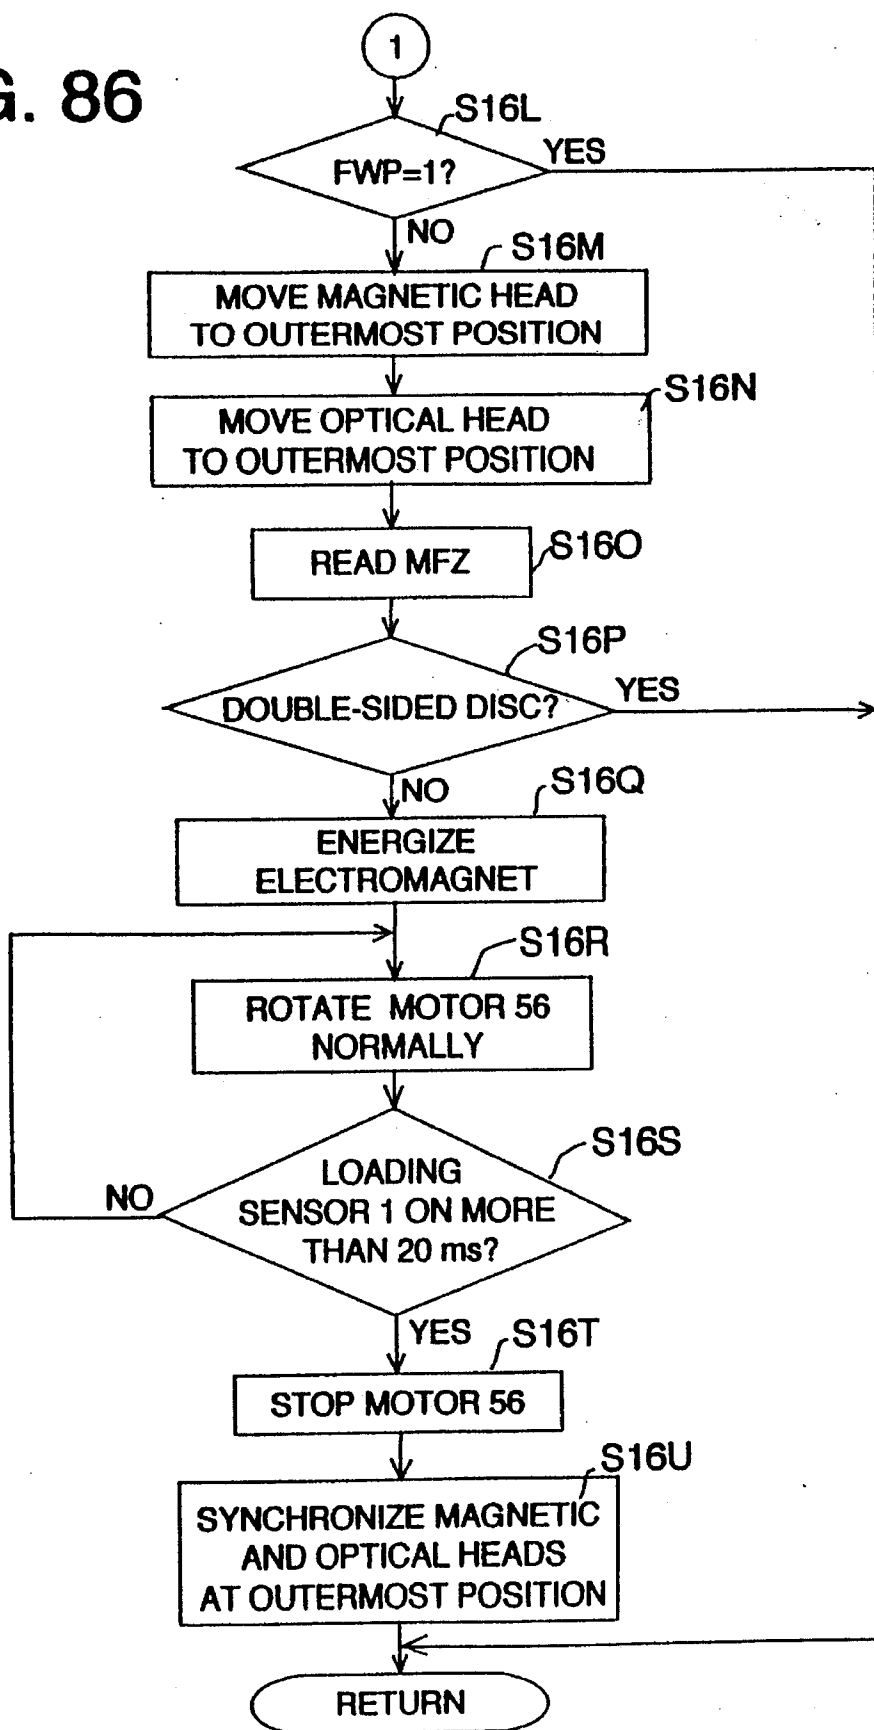 G. 86
1
S16L
FWP=1?
YES
NO
S16M
MOVE MAGNETIC HEAD
TO OUTERMOST POSITION
S16N
MOVE OPTICAL HEAD
TO OUTERMOST POSITION
S16O
READ MFZ
S16P
DOUBLE-SIDED DISC?
YES
NO
S16Q
ENERGIZE
ELECTROMAGNET
S16R
ROTATE MOTOR 56
NORMALLY
S16S
LOADING
SENSOR 1 ON MORE
THAN 20 ms?
NO
YES
S16T
STOP MOTOR 56
S16U
SYNCHRONIZE MAGNETIC
AND OPTICAL HEADS
AT OUTERMOST POSITION
RETURN